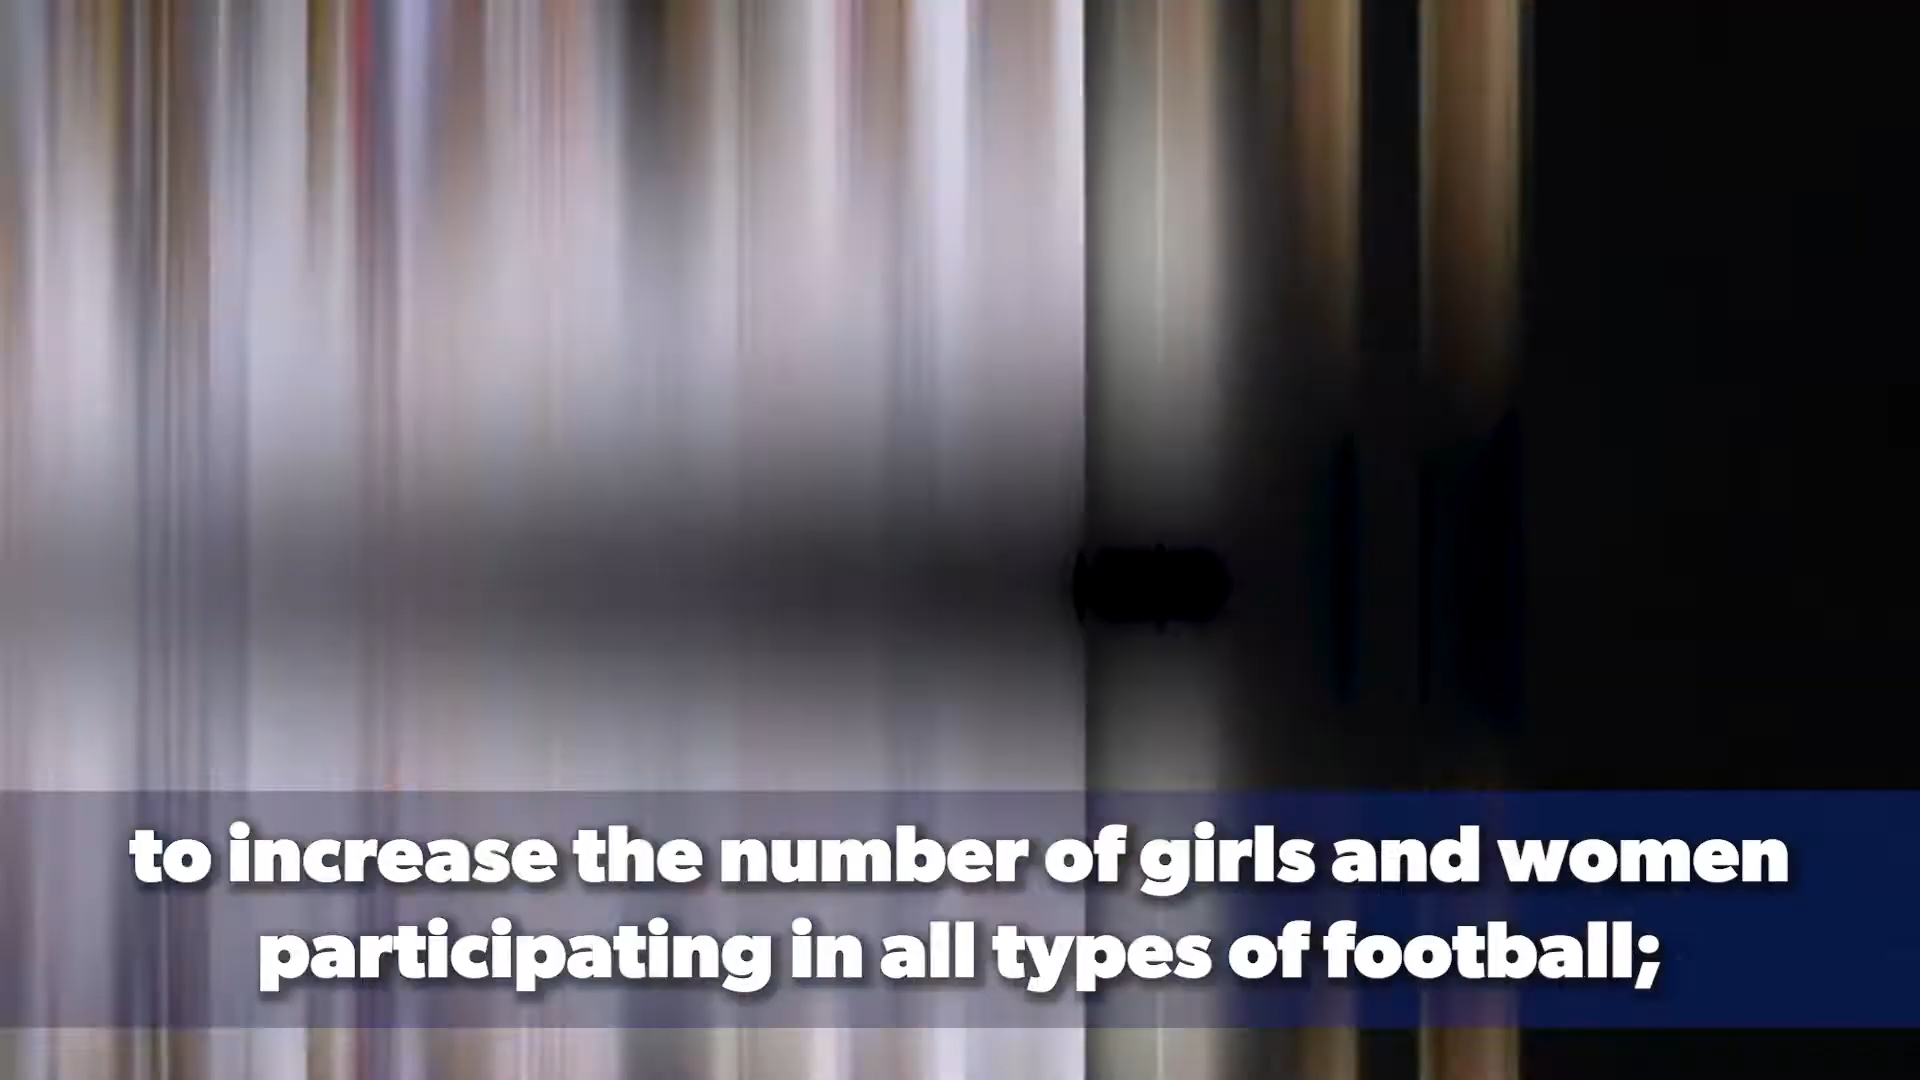 to increase the number of girls and women
participating in all types of football;